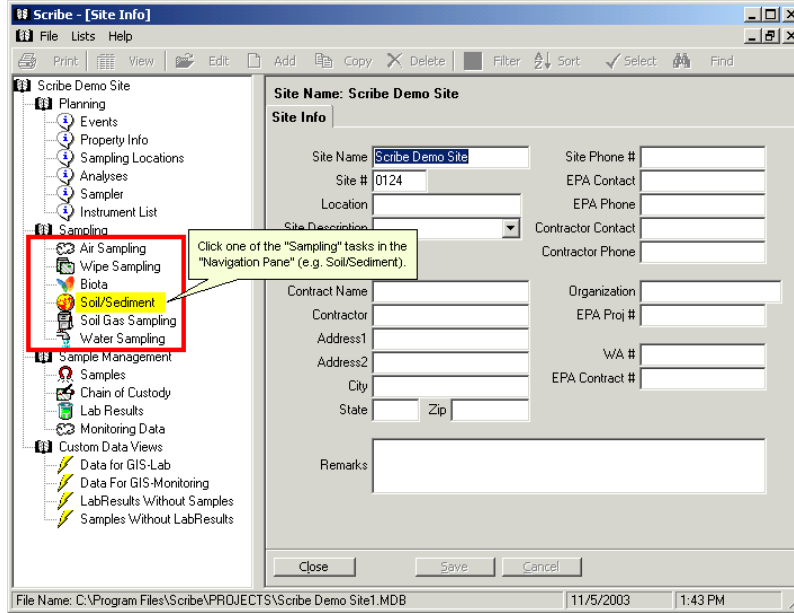 Scribe - [Site Info]
File Lists Help
Print View Edit Add Copy Delete Filter Sort Select Find
Scribe Demo Site
Planning
Events
Property Info
Sampling Locations
Analyses
Sampler
Instrument List
Sampling
Air Sampling
Wipe Sampling
Biota
Soil/Sediment
Soil Gas Sampling
Water Sampling
Sample Management
Samples
Chain of Custody
Lab Results
Monitoring Data
Custom Data Views
Data for GIS-Lab
Data For GIS-Monitoring
LabResults Without Samples
Samples Without LabResults
Click one of the "Sampling" tasks in the
"Navigation Pane" (e.g. Soil/Sediment).
Site Name: Scribe Demo Site
Site Info
Site Name Scribe Demo Site Site Phone #
Site # 0124 EPA Contact
Location EPA Phone
Site Description Contractor Contact
Contractor Phone
Contract Name Organization
Contractor EPA Proj #
Address1
Address2 WA #
City EPA Contract #
State Zip
Remarks
Close Save Cancel
File Name: C:\Program Files\Scribe\PROJECTS\Scribe Demo Site1.MDB 11/5/2003 1:43 PM